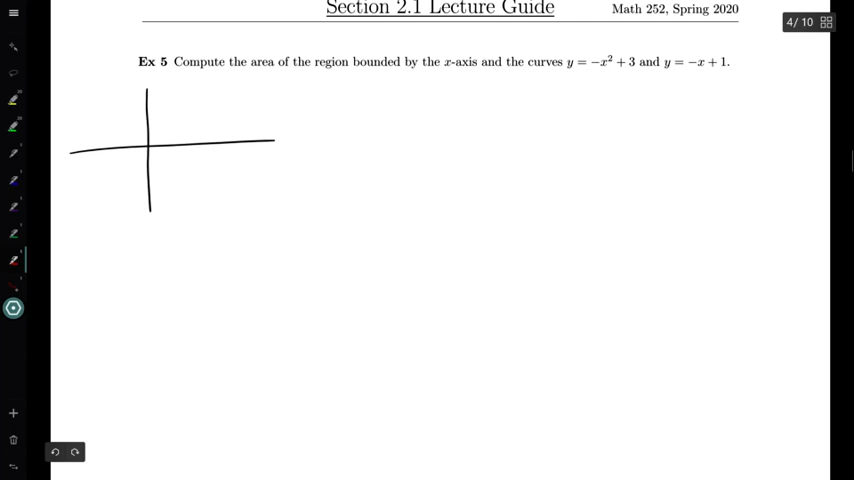 Section 2.1 Lecture Guide
Math 252, Spring 2020
4/ 10
Ex 5 Compute the area of the region bounded by the x-axis and the curves y = −x² + 3 and y = −x + 1.